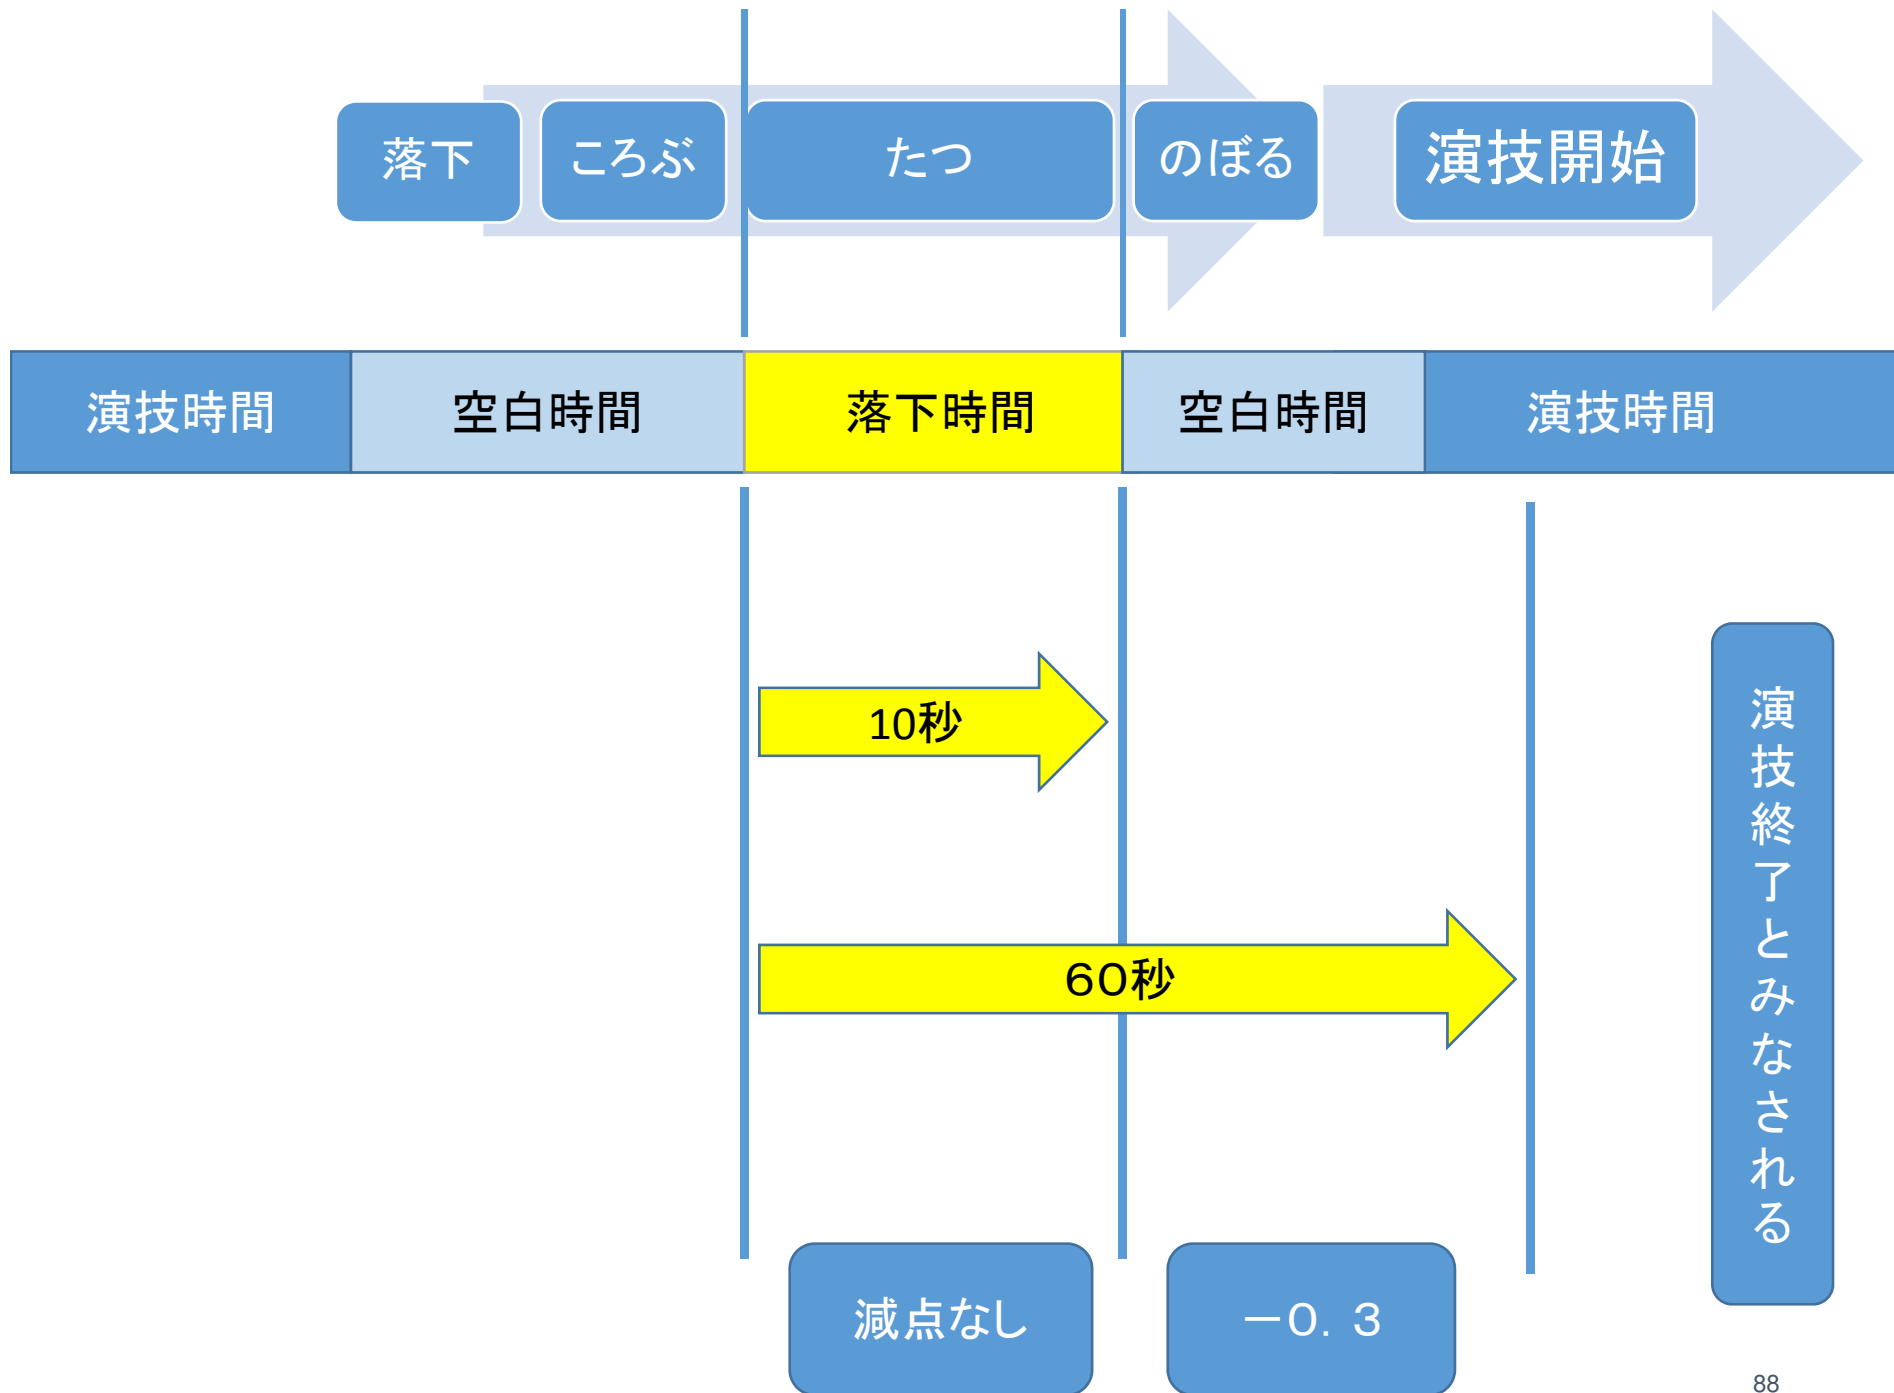 落下
ころぶ
たつ
のぼる
演技開始
演技時間
空白時間
落下時間
空白時間
演技時間
10秒
６０秒
演技終了とみなされる
減点なし
－０．３
88